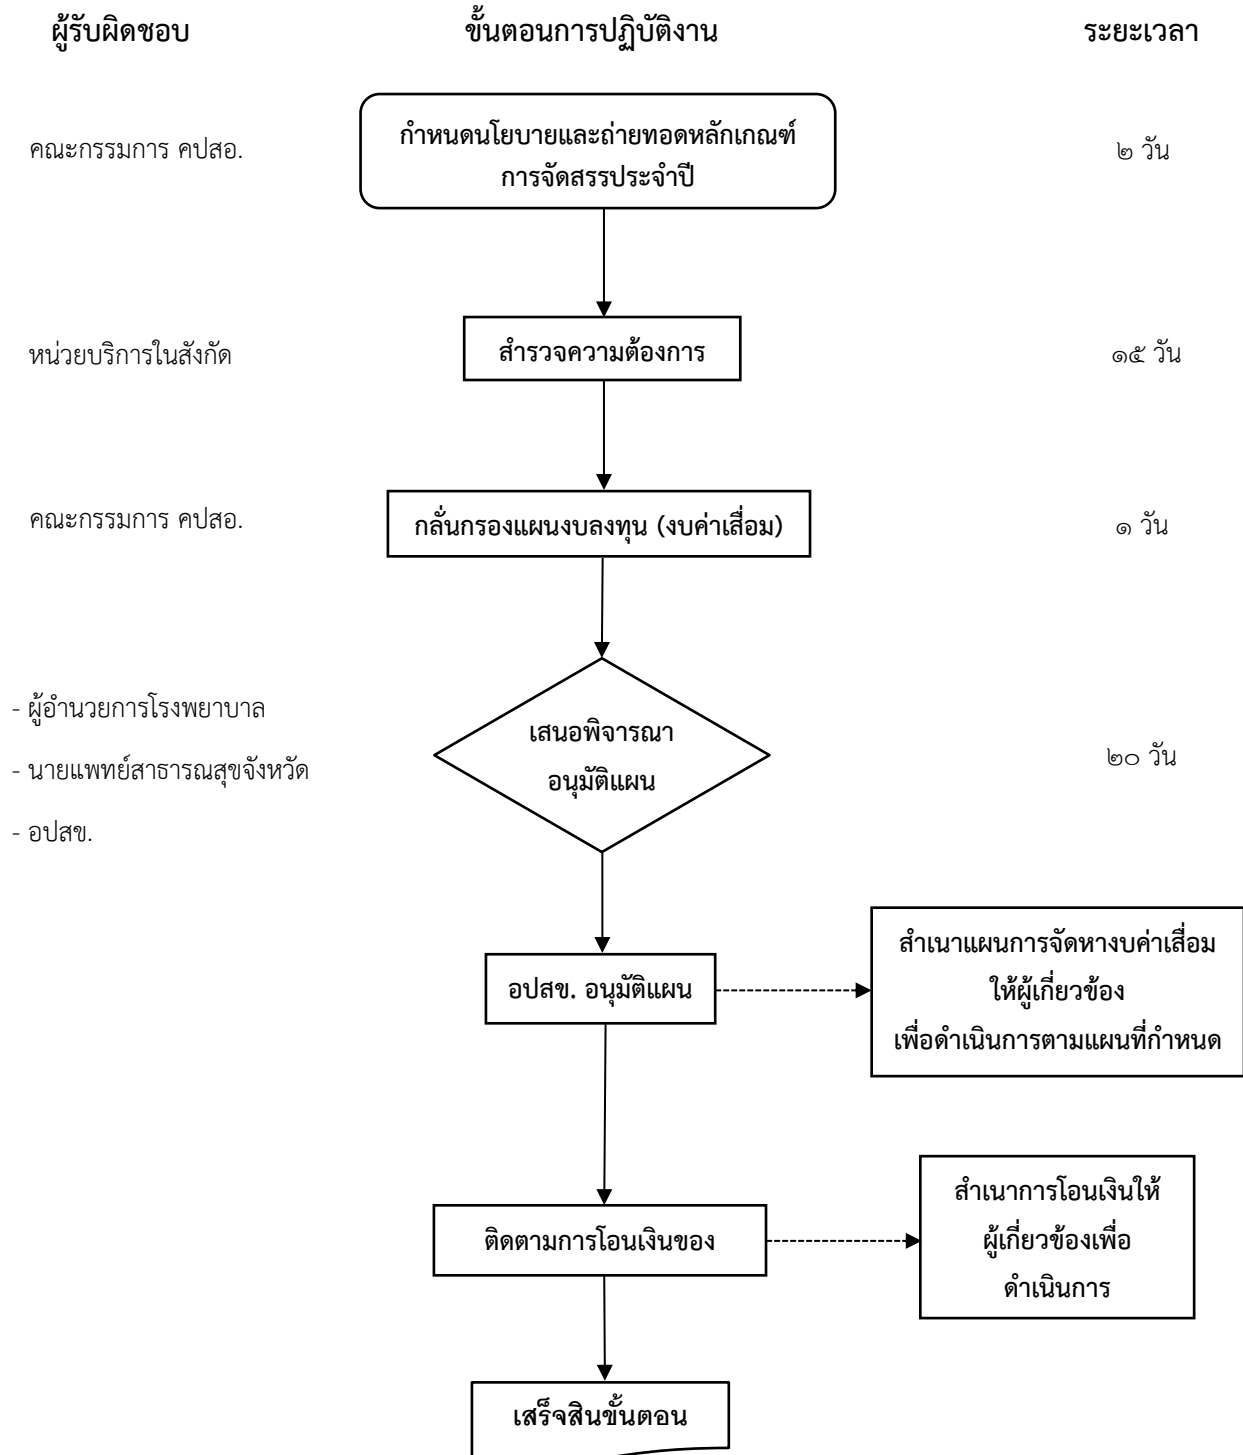 ผู้รับผิดชอบ ขั้นตอนการปฏิบัติงาน ระยะเวลา
คณะกรรมการ คปสอ.
กำหนดนโยบายและถ่ายทอดหลักเกณฑ์
การจัดสรรประจำปี
๒ วัน
หน่วยบริการในสังกัด
สำรวจความต้องการ
๑๕ วัน
คณะกรรมการ คปสอ.
กลั่นกรองแผนงบลงทุน (งบค่าเสื่อม)
๑ วัน
- ผู้อำนวยการโรงพยาบาล
- นายแพทย์สาธารณสุขจังหวัด
- อปสข.
เสนอพิจารณา
อนุมัติแผน
๒๐ วัน
อปสข. อนุมัติแผน
สำเนาแผนการจัดหางบค่าเสื่อม
ให้ผู้เกี่ยวข้อง
เพื่อดำเนินการตามแผนที่กำหนด
ติดตามการโอนเงินของ
สำเนาการโอนเงินให้
ผู้เกี่ยวข้องเพื่อ
ดำเนินการ
เสร็จสินขั้นตอน